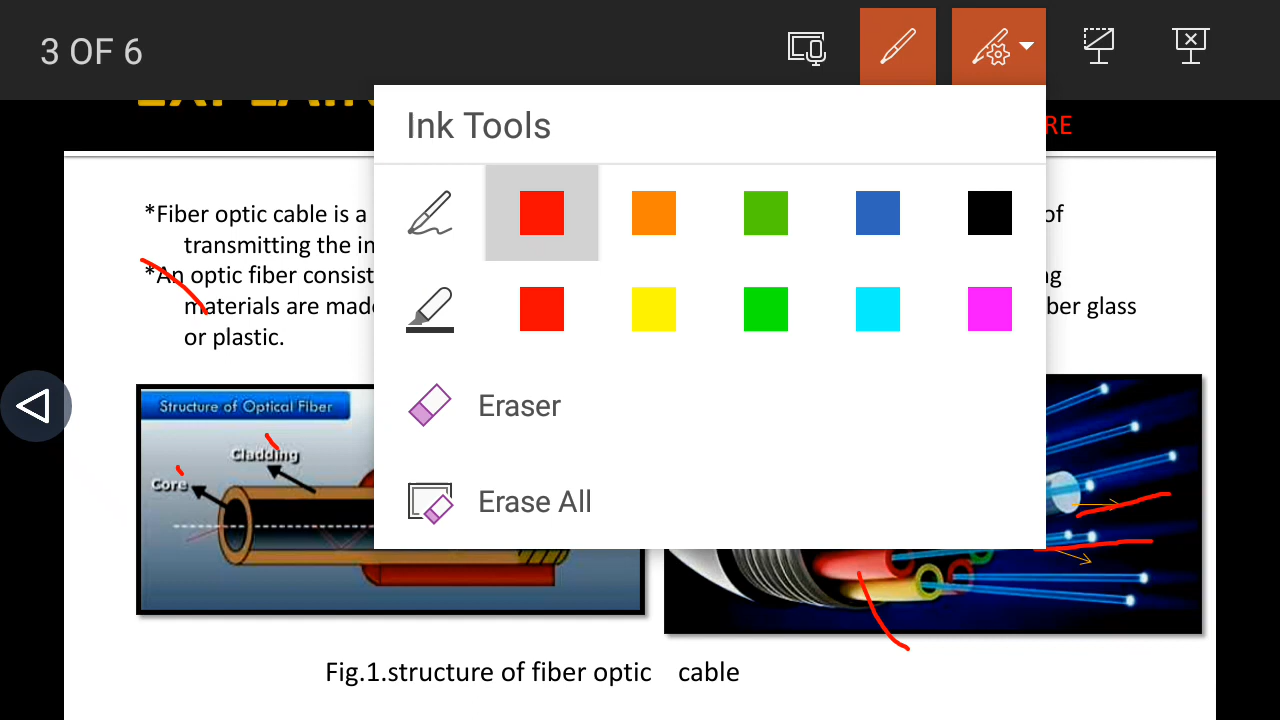 3 OF 6
RE
Ink Tools
*Fiber optic cable is a
of
transmitting the
*An optic fiber consist
ng
materials are made
ber glass
or plastic.
Eraser
Structure of Optical Fiber
Cladding
Core
Erase All
Fig.1.structure of fiber optic cable